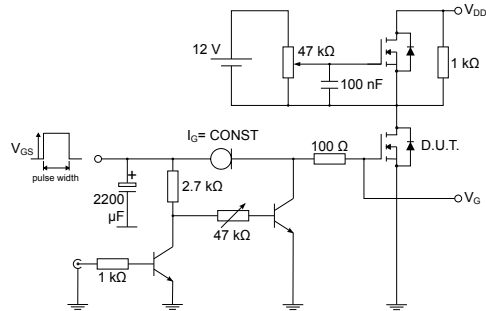 V_DD
12 V
47 kΩ
1 kΩ
100 nF
I_G= CONST
100 Ω
D.U.T.
V_GS
pulse width
+
2200
μF
2.7 kΩ
47 kΩ
V_G
1 kΩ